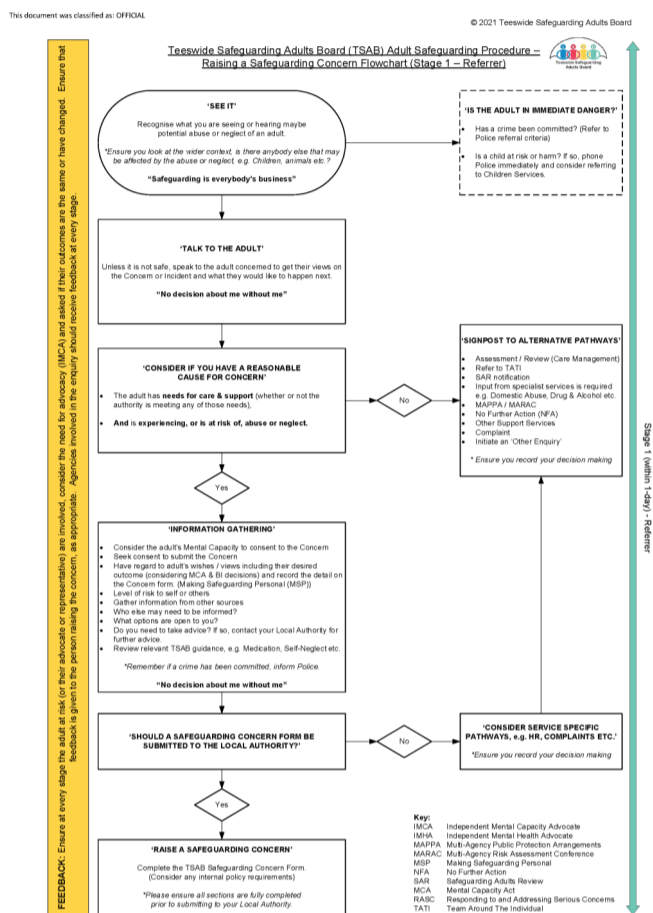 This document was classified as: OFFICIAL
© 2021 Teeswide Safeguarding Adults Board
Teeswide Safeguarding Adults Board (TSAB) Adult Safeguarding Procedure –
Raising a Safeguarding Concern Flowchart (Stage 1 – Referrer)
Teeswide Safeguarding
Adults Board
FEEDBACK: Ensure at every stage the adult at risk (or their advocate or representative) are involved, consider the need for advocacy (IMCA) and asked if their outcomes are the same or have changed. Ensure that
feedback is given to the person raising the concern, as appropriate. Agencies involved in the enquiry should receive feedback at every stage.
'SEE IT'
Recognise what you are seeing or hearing maybe
potential abuse or neglect of an adult.
*Ensure you look at the wider context, is there anybody else that may
be affected by the abuse or neglect e.g. Children, animals etc.?
"Safeguarding is everybody's business"
'IS THE ADULT IN IMMEDIATE DANGER?'
• Has a crime been committed? (Refer to
Police referral criteria)
• Is a child at risk or harm? If so, phone
Police immediately and consider referring
to Children Services.
'TALK TO THE ADULT'
Unless it is not safe, speak to the adult concerned to get their views on
the Concern or Incident and what they would like to happen next.
"No decision about me without me"
'CONSIDER IF YOU HAVE A REASONABLE
CAUSE FOR CONCERN'
• The adult has needs for care & support (whether or not the
authority is meeting any of those needs),
• And is experiencing, or is at risk of, abuse or neglect.
No
'SIGNPOST TO ALTERNATIVE PATHWAYS'
• Assessment / Review (Care Management)
• Refer to TATI
• SAR notification
• Input from specialist services is required
e.g. Domestic Abuse, Drug & Alcohol etc.
• MAPPA / MARAC
• No Further Action (NFA)
• Other Support Services
• Complaint
• Initiate an 'Other Enquiry'
* Ensure you record your decision making
Yes
'INFORMATION GATHERING'
• Consider the adult's Mental Capacity to consent to the Concern
• Seek consent to submit the Concern
• Have regard to adult's wishes / views including their desired
outcome (considering MCA & BI decisions) and record the detail on
the Concern form. (Making Safeguarding Personal (MSP))
• Level of risk to self or others
• Gather information from other sources
• Who else may need to be informed?
• What options are open to you?
• Do you need to take advice? If so, contact your Local Authority for
further advice.
• Review relevant TSAB guidance, e.g. Medication, Self-Neglect etc.
*Remember if a crime has been committed, inform Police.
"No decision about me without me"
'SHOULD A SAFEGUARDING CONCERN FORM BE
SUBMITTED TO THE LOCAL AUTHORITY?'
No
'CONSIDER SERVICE SPECIFIC
PATHWAYS, e.g. HR, COMPLAINTS ETC.'
*Ensure you record your decision making
Yes
'RAISE A SAFEGUARDING CONCERN'
Complete the TSAB Safeguarding Concern Form.
(Consider any internal policy requirements)
*Please ensure all sections are fully completed
prior to submitting to your Local Authority.
Key:
IMCA Independent Mental Capacity Advocate
IMHA Independent Mental Health Advocate
MAPPA Multi-Agency Public Protection Arrangements
MARAC Multi-Agency Risk Assessment Conference
MSP Making Safeguarding Personal
NFA No Further Action
SAR Safeguarding Adults Review
MCA Mental Capacity Act
RASC Responding to and Addressing Serious Concerns
TATI Team Around The Individual
Stage 1 (within 1-day) - Referrer